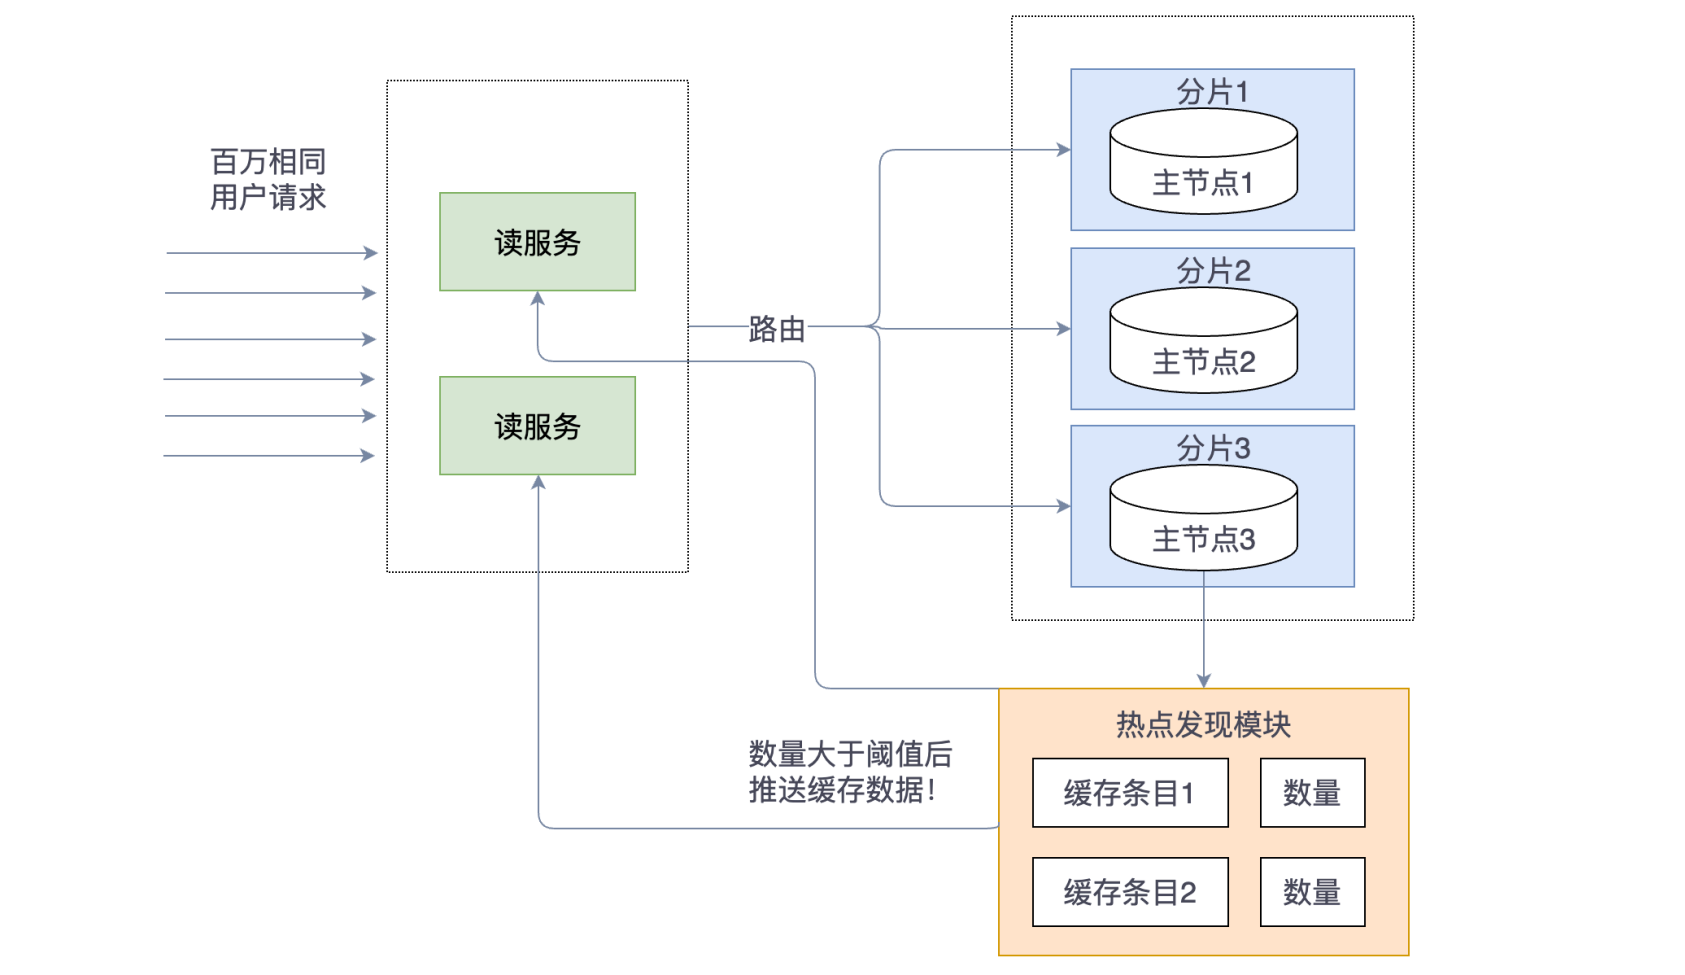 百万相同
用户请求
读服务
读服务
路由
分片1
主节点1
分片2
主节点2
分片3
主节点3
数量大于阈值后
推送缓存数据！
热点发现模块
缓存条目1
数量
缓存条目2
数量